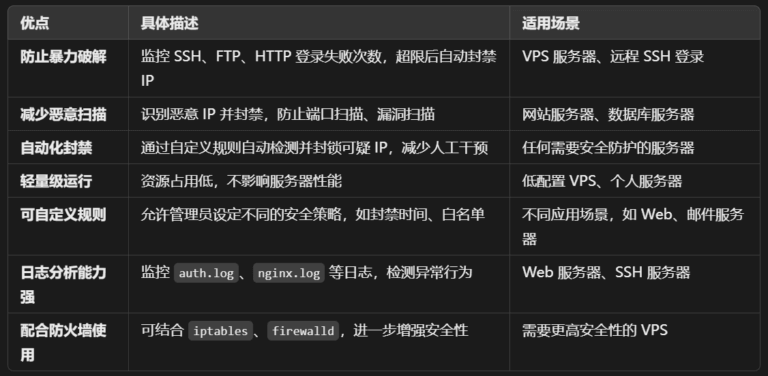 优点 具体描述 适用场景
防止暴力破解 监控 SSH、FTP、HTTP 登录失败次数，超限后自动封禁 VPS 服务器、远程 SSH 登录
IP
减少恶意扫描 识别恶意 IP 并封禁，防止端口扫描、漏洞扫描 网站服务器、数据库服务器
自动化封禁 通过自定义规则自动检测并封锁可疑 IP，减少人工干预 任何需要安全防护的服务器
轻量级运行 资源占用低，不影响服务器性能 低配置 VPS、个人服务器
可自定义规则 允许管理员设定不同的安全策略，如封禁时间、白名单 不同应用场景，如 Web、邮件服务
器
日志分析能力 监控 auth.log、nginx.log 等日志，检测异常行为 Web 服务器、SSH 服务器
强
配合防火墙使 可结合 iptables、firewalld，进一步增强安全性 需要更高安全性的 VPS
用